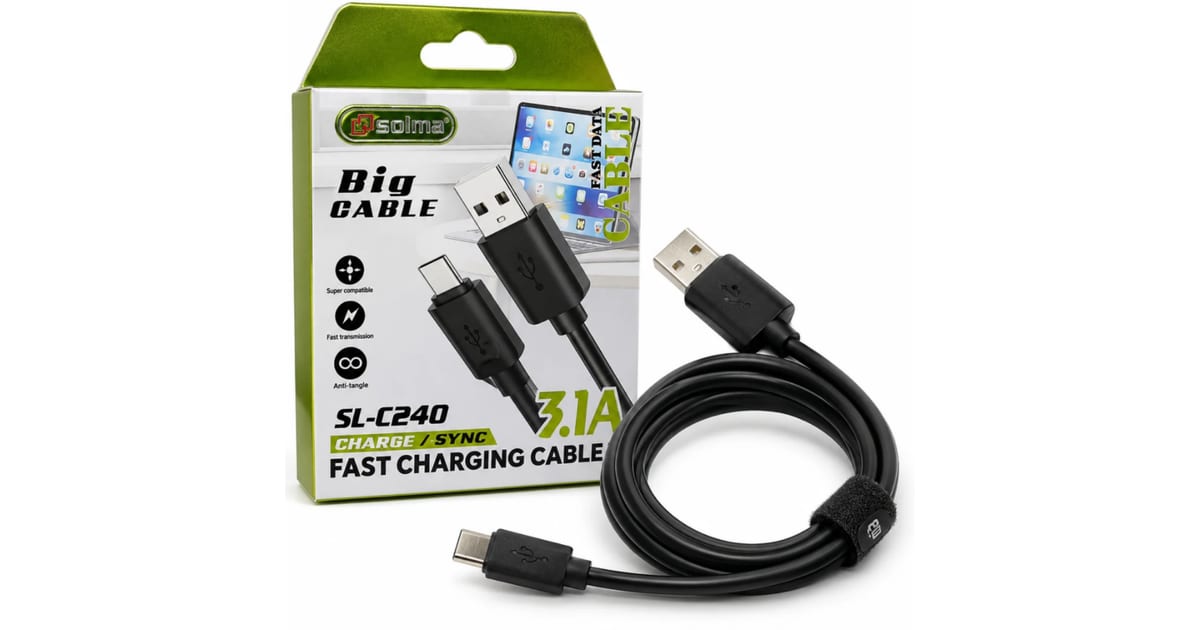 solma
Big
CABLE
FAST DATA
CABLE
Super compatible
Fast transmission
Anti-tangle
SL-C240
3.1A
CHARGE / SYNC
FAST CHARGING CABLE